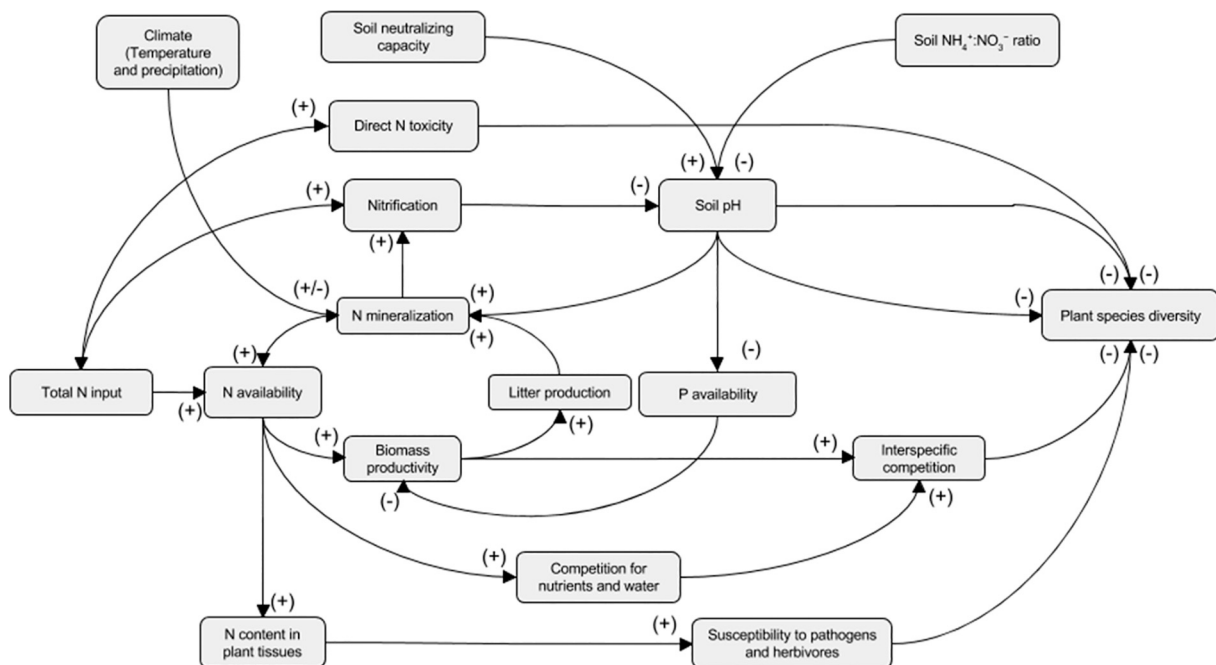 Climate
(Temperature
and precipitation)
Soil neutralizing
capacity
Soil NH₄⁺:NO₃⁻ ratio
(+)
Direct N toxicity
(+)
(-)
(+)
Nitrification
(-)
Soil pH
(+)
(+/-)
(+)
N mineralization
(+)
(-)
(-)
(-)
Plant species diversity
(+)
(-)
(-)
(-)
Total N input
(+)
N availability
Litter production
(+)
P availability
(+)
Biomass
productivity
(-)
(+)
Interspecific
competition
(+)
(+)
Competition for
nutrients and water
(+)
N content in
plant tissues
(+)
Susceptibility to pathogens
and herbivores